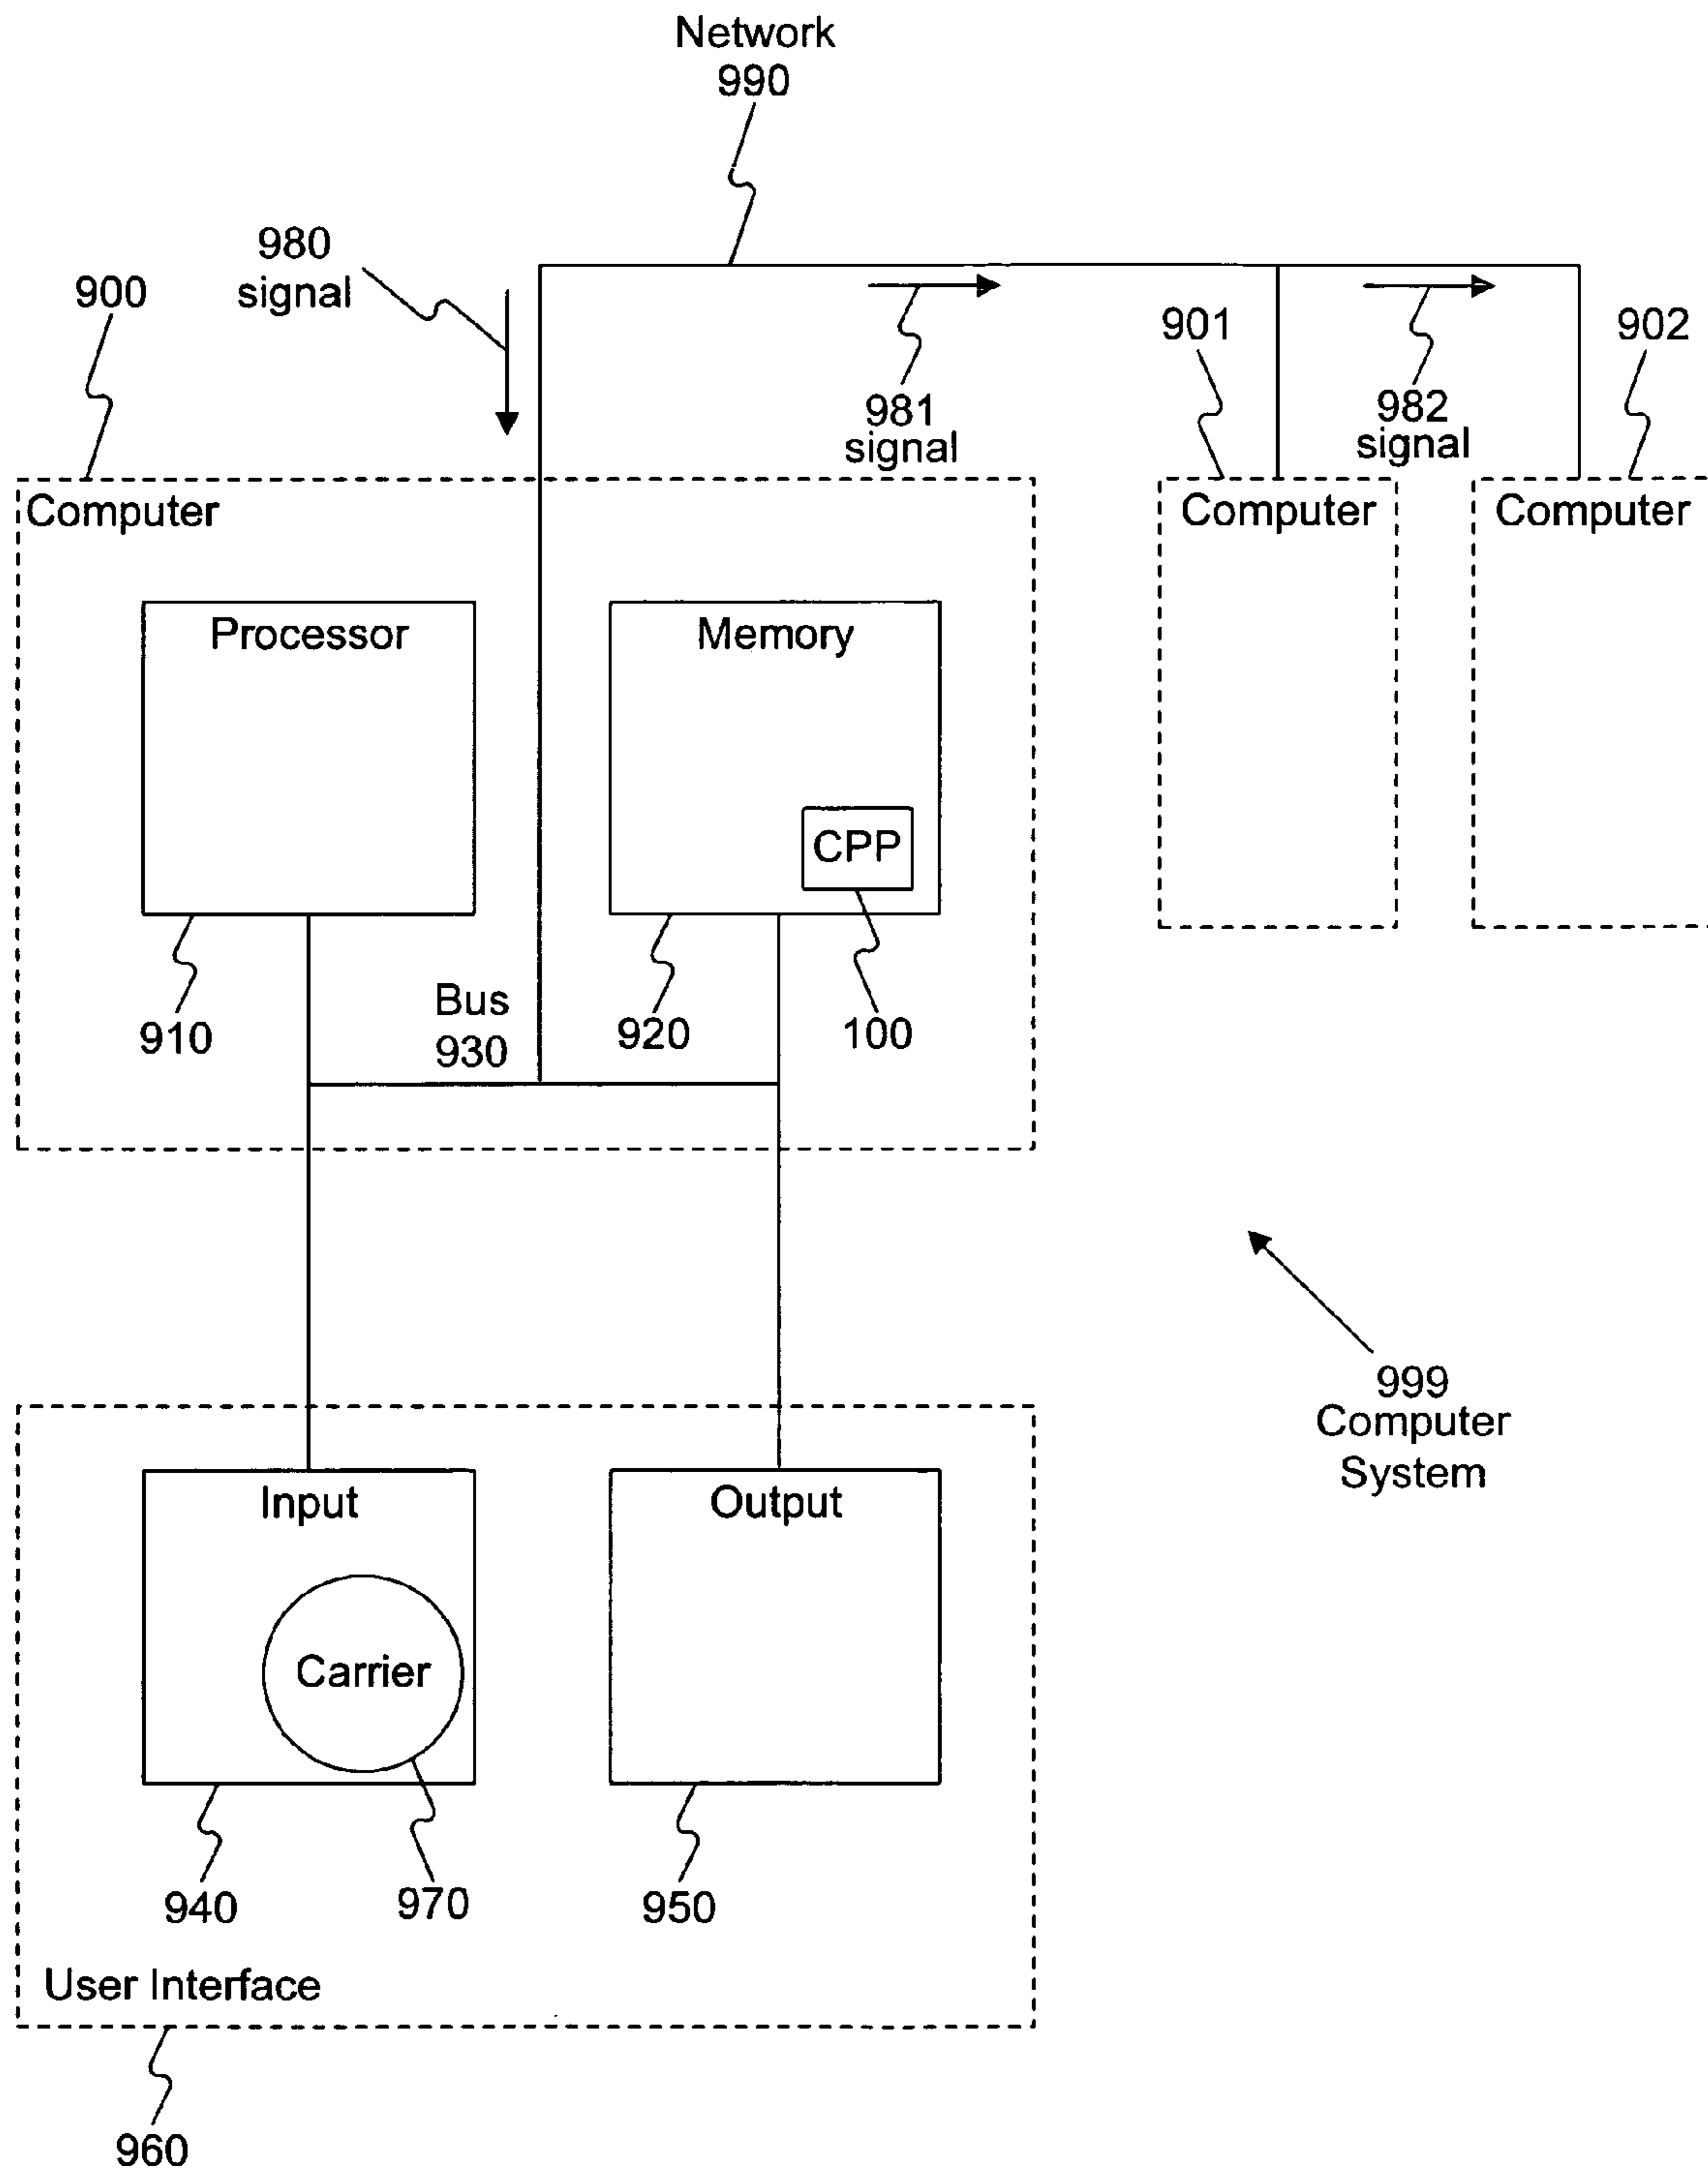 Network
990
980
signal
900
901
902
981
signal
982
signal
Computer
Computer
Computer
Processor
Memory
CPP
Bus
930
910
920
100
999
Computer
System
Input
Output
Carrier
940
970
950
User Interface
960